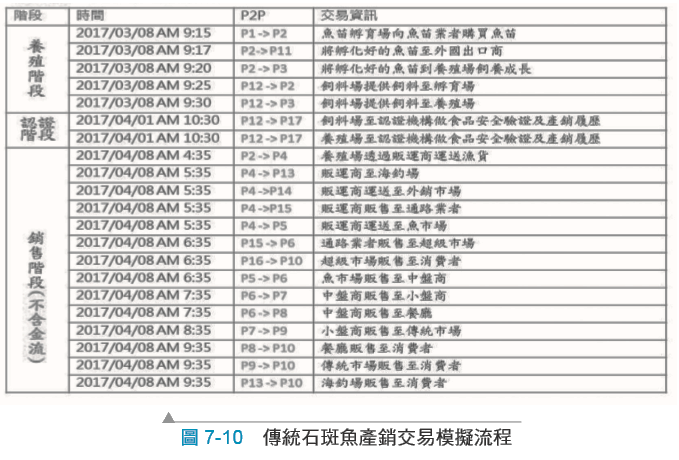 階段 時間 P2P 交易資訊
養殖階段
2017/03/08 AM 9:15 P1 -> P2 魚苗孵育場向魚苗業者購買魚苗
2017/03/08 AM 9:17 P2->P11 將孵化好的魚苗至外國出口商
2017/03/08 AM 9:20 P2 -> P3 將孵化好的魚苗到養殖場飼養成長
2017/03/08 AM 9:25 P12 -> P2 飼料場提供飼料至孵育場
2017/03/08 AM 9:30 P12 -> P3 飼料場提供飼料至養殖場
認證階段
2017/04/01 AM 10:30 P12 -> P17 飼料場至認證機構做食品安全驗證及產銷履歷
2017/04/01 AM 10:30 P12 -> P17 養殖場至認證機構做食品安全驗證及產銷履歷
銷售階段(不含金流)
2017/04/08 AM 4:35 P2 -> P4 養殖場透過販運商運送漁貨
2017/04/08 AM 5:35 P4 -> P13 販運商至海釣場
2017/04/08 AM 5:35 P4 ->P14 販運商運送至外銷市場
2017/04/08 AM 5:35 P4 ->P15 販運商販售至通路業者
2017/04/08 AM 5:35 P4 -> P5 販運商運送至魚市場
2017/04/08 AM 6:35 P15 -> P6 通路業者販售至超級市場
2017/04/08 AM 6:35 P16 -> P10 超級市場販售至消費者
2017/04/08 AM 6:35 P5 -> P6 魚市場販售至中盤商
2017/04/08 AM 7:35 P6 -> P7 中盤商販售至小盤商
2017/04/08 AM 7:35 P6 -> P8 中盤商販售至餐廳
2017/04/08 AM 8:35 P7 -> P9 小盤商販售至傳統市場
2017/04/08 AM 9:35 P8 -> P10 餐廳販售至消費者
2017/04/08 AM 9:35 P9 -> P10 傳統市場販售至消費者
2017/04/08 AM 9:35 P13 -> P10 海釣場販售至消費者
圖 7-10 傳統石斑魚產銷交易模擬流程